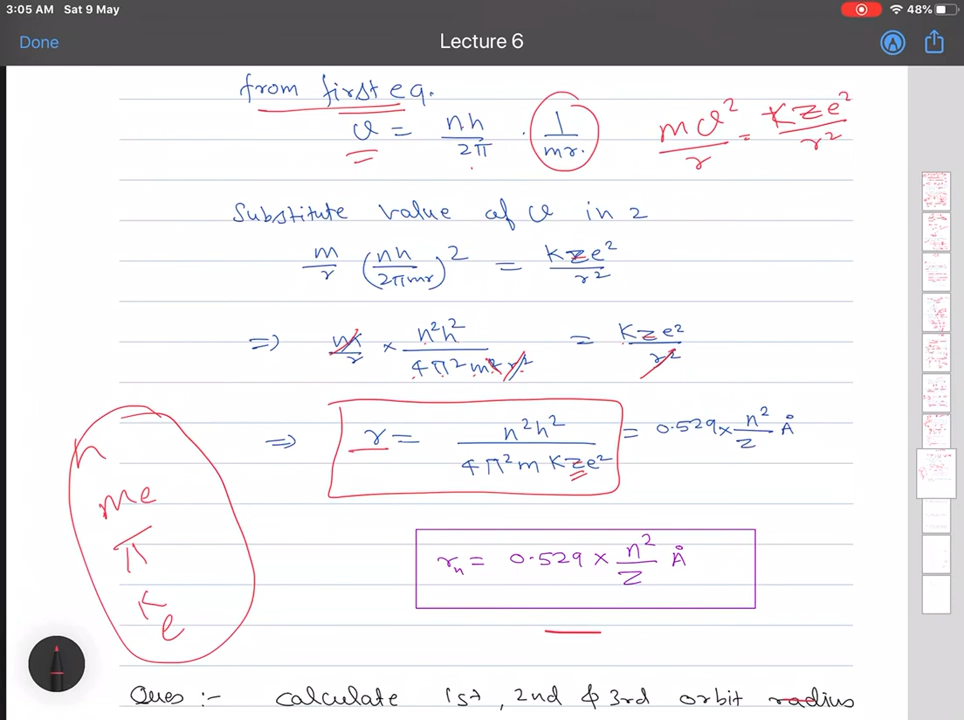 3:05 AM Sat 9 May 48%
Done Lecture 6
from first eq.
v = nh/2π · 1/mr. mv²/r = KZe²/r²
Substitute value of v in 2
m/r (nh/2πmr)² = kze²/r²
=> m/r × n²h²/4π²m²r² = Kze²/r²
=> r = n²h²/4π²m Kze² = 0.529 × n²/Z Å
h
me
π
K
e
rₙ = 0.529 × n²/Z Å
Ques :- calculate 1st, 2nd & 3rd orbit radius